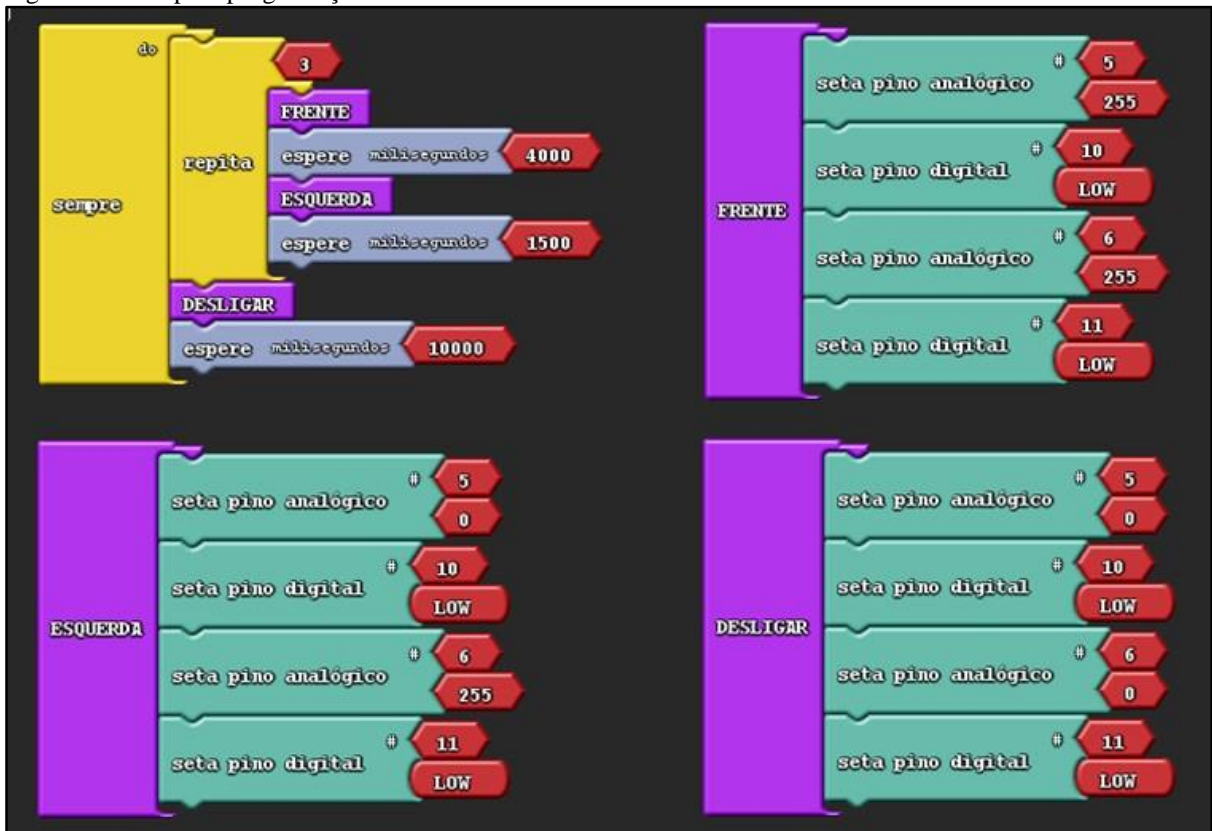 do
3
FRENTE
repita
espere milisegundos 4000
sempre
ESQUERDA
espere milisegundos 1500
DESLIGAR
espere milisegundos 10000
FRENTE
# 5
seta pino analógico
255
# 10
seta pino digital
LOW
# 6
seta pino analógico
255
# 11
seta pino digital
LOW
ESQUERDA
# 5
seta pino analógico
0
# 10
seta pino digital
LOW
# 6
seta pino analógico
255
# 11
seta pino digital
LOW
DESLIGAR
# 5
seta pino analógico
0
# 10
seta pino digital
LOW
# 6
seta pino analógico
0
# 11
seta pino digital
LOW